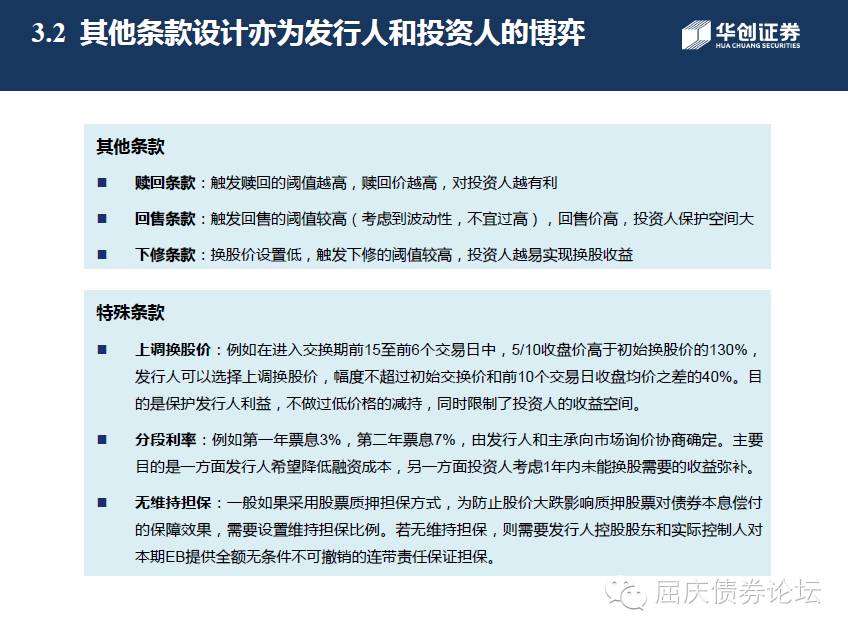 3.2 其他条款设计亦为发行人和投资人的博弈
华创证券
HUA CHUANG SECURITIES
其他条款
赎回条款：触发赎回的阈值越高，赎回价越高，对投资人越有利
回售条款：触发回售的阈值较高（考虑到波动性，不宜过高），回售价高，投资人保护空间大
下修条款：换股价设置低，触发下修的阈值较高，投资人越易实现换股收益
特殊条款
上调换股价：例如在进入交换期前15至前6个交易日中，5/10收盘价高于初始换股价的130%，
发行人可以选择上调换股价，幅度不超过初始交换价和前10个交易日收盘均价之差的40%。目
的是保护发行人利益，不做过低价格的减持，同时限制了投资人的收益空间。
分段利率：例如第一年票息3%，第二年票息7%，由发行人和主承向市场询价协商确定。主要
目的是一方面发行人希望降低融资成本，另一方面投资人考虑1年内未能换股需要的收益弥补。
无维持担保：一般如果采用股票质押担保方式，为防止股价大跌影响质押股票对债券本息偿付
的保障效果，需要设置维持担保比例。若无维持担保，则需要发行人控股股东和实际控制人对
本期EB提供全额无条件不可撤销的连带责任保证担保。
屈庆债券论坛